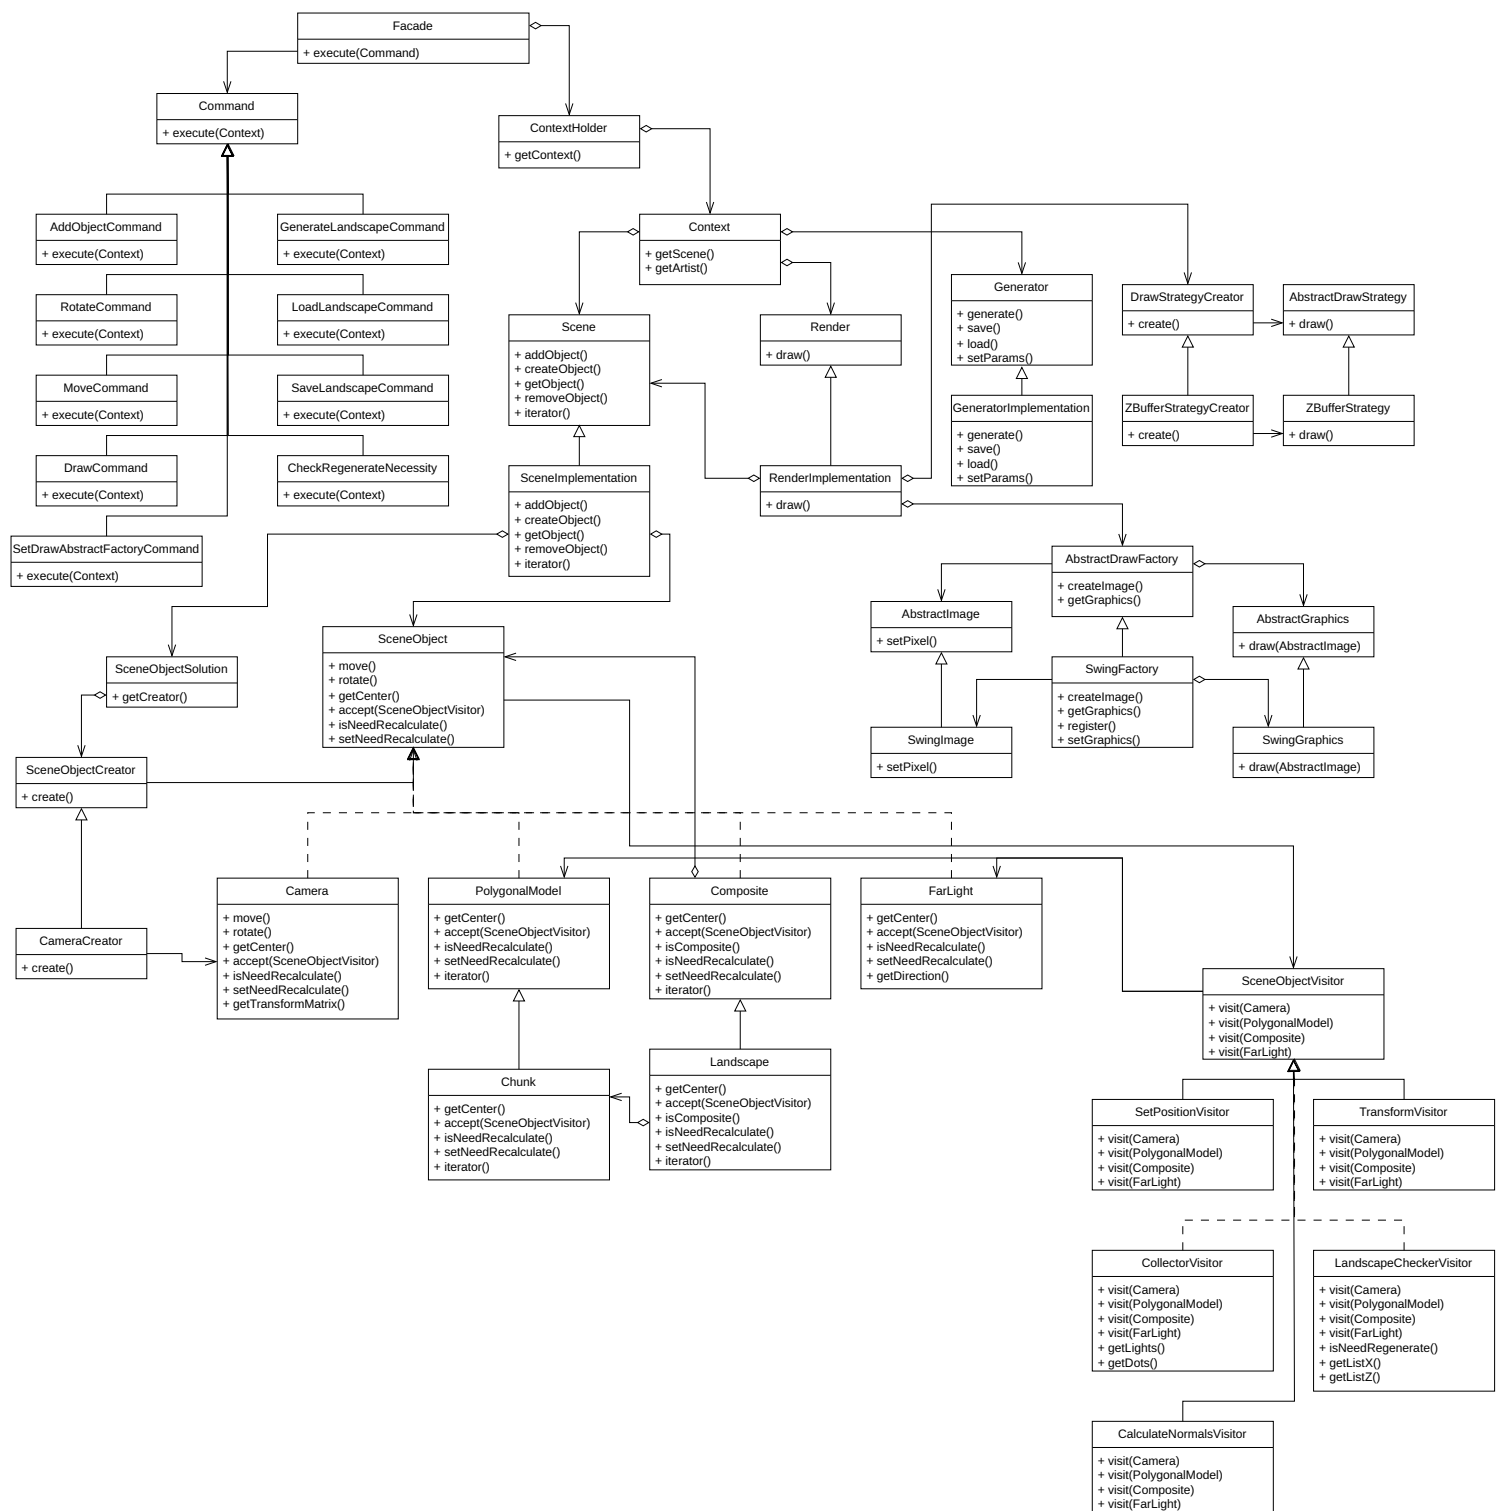 Facade
+ execute(Command)
Command
+ execute(Context)
ContextHolder
+ getContext()
AddObjectCommand
+ execute(Context)
GenerateLandscapeCommand
+ execute(Context)
Context
+ getScene()
+ getArtist()
RotateCommand
+ execute(Context)
LoadLandscapeCommand
+ execute(Context)
Scene
+ addObject()
+ createObject()
+ getObject()
+ removeObject()
+ iterator()
Render
+ draw()
Generator
+ generate()
+ save()
+ load()
+ setParams()
DrawStrategyCreator
+ create()
AbstractDrawStrategy
+ draw()
MoveCommand
+ execute(Context)
SaveLandscapeCommand
+ execute(Context)
GeneratorImplementation
+ generate()
+ save()
+ load()
+ setParams()
ZBufferStrategyCreator
+ create()
ZBufferStrategy
+ draw()
DrawCommand
+ execute(Context)
CheckRegenerateNecessity
+ execute(Context)
SceneImplementation
+ addObject()
+ createObject()
+ getObject()
+ removeObject()
+ iterator()
RenderImplementation
+ draw()
SetDrawAbstractFactoryCommand
+ execute(Context)
AbstractDrawFactory
+ createImage()
+ getGraphics()
AbstractImage
+ setPixel()
AbstractGraphics
+ draw(AbstractImage)
SceneObject
+ move()
+ rotate()
+ getCenter()
+ accept(SceneObjectVisitor)
+ isNeedRecalculate()
+ setNeedRecalculate()
SceneObjectSolution
+ getCreator()
SwingFactory
+ createImage()
+ getGraphics()
+ register()
+ setGraphics()
SwingImage
+ setPixel()
SwingGraphics
+ draw(AbstractImage)
SceneObjectCreator
+ create()
Camera
+ move()
+ rotate()
+ getCenter()
+ accept(SceneObjectVisitor)
+ isNeedRecalculate()
+ setNeedRecalculate()
+ getTransformMatrix()
PolygonalModel
+ getCenter()
+ accept(SceneObjectVisitor)
+ isNeedRecalculate()
+ setNeedRecalculate()
+ iterator()
Composite
+ getCenter()
+ accept(SceneObjectVisitor)
+ isComposite()
+ isNeedRecalculate()
+ setNeedRecalculate()
+ iterator()
FarLight
+ getCenter()
+ accept(SceneObjectVisitor)
+ isNeedRecalculate()
+ setNeedRecalculate()
+ getDirection()
CameraCreator
+ create()
SceneObjectVisitor
+ visit(Camera)
+ visit(PolygonalModel)
+ visit(Composite)
+ visit(FarLight)
Chunk
+ getCenter()
+ accept(SceneObjectVisitor)
+ isNeedRecalculate()
+ setNeedRecalculate()
+ iterator()
Landscape
+ getCenter()
+ accept(SceneObjectVisitor)
+ isComposite()
+ isNeedRecalculate()
+ setNeedRecalculate()
+ iterator()
SetPositionVisitor
+ visit(Camera)
+ visit(PolygonalModel)
+ visit(Composite)
+ visit(FarLight)
TransformVisitor
+ visit(Camera)
+ visit(PolygonalModel)
+ visit(Composite)
+ visit(FarLight)
CollectorVisitor
+ visit(Camera)
+ visit(PolygonalModel)
+ visit(Composite)
+ visit(FarLight)
+ getLights()
+ getDots()
LandscapeCheckerVisitor
+ visit(Camera)
+ visit(PolygonalModel)
+ visit(Composite)
+ visit(FarLight)
+ isNeedRegenerate()
+ getListX()
+ getListZ()
CalculateNormalsVisitor
+ visit(Camera)
+ visit(PolygonalModel)
+ visit(Composite)
+ visit(FarLight)